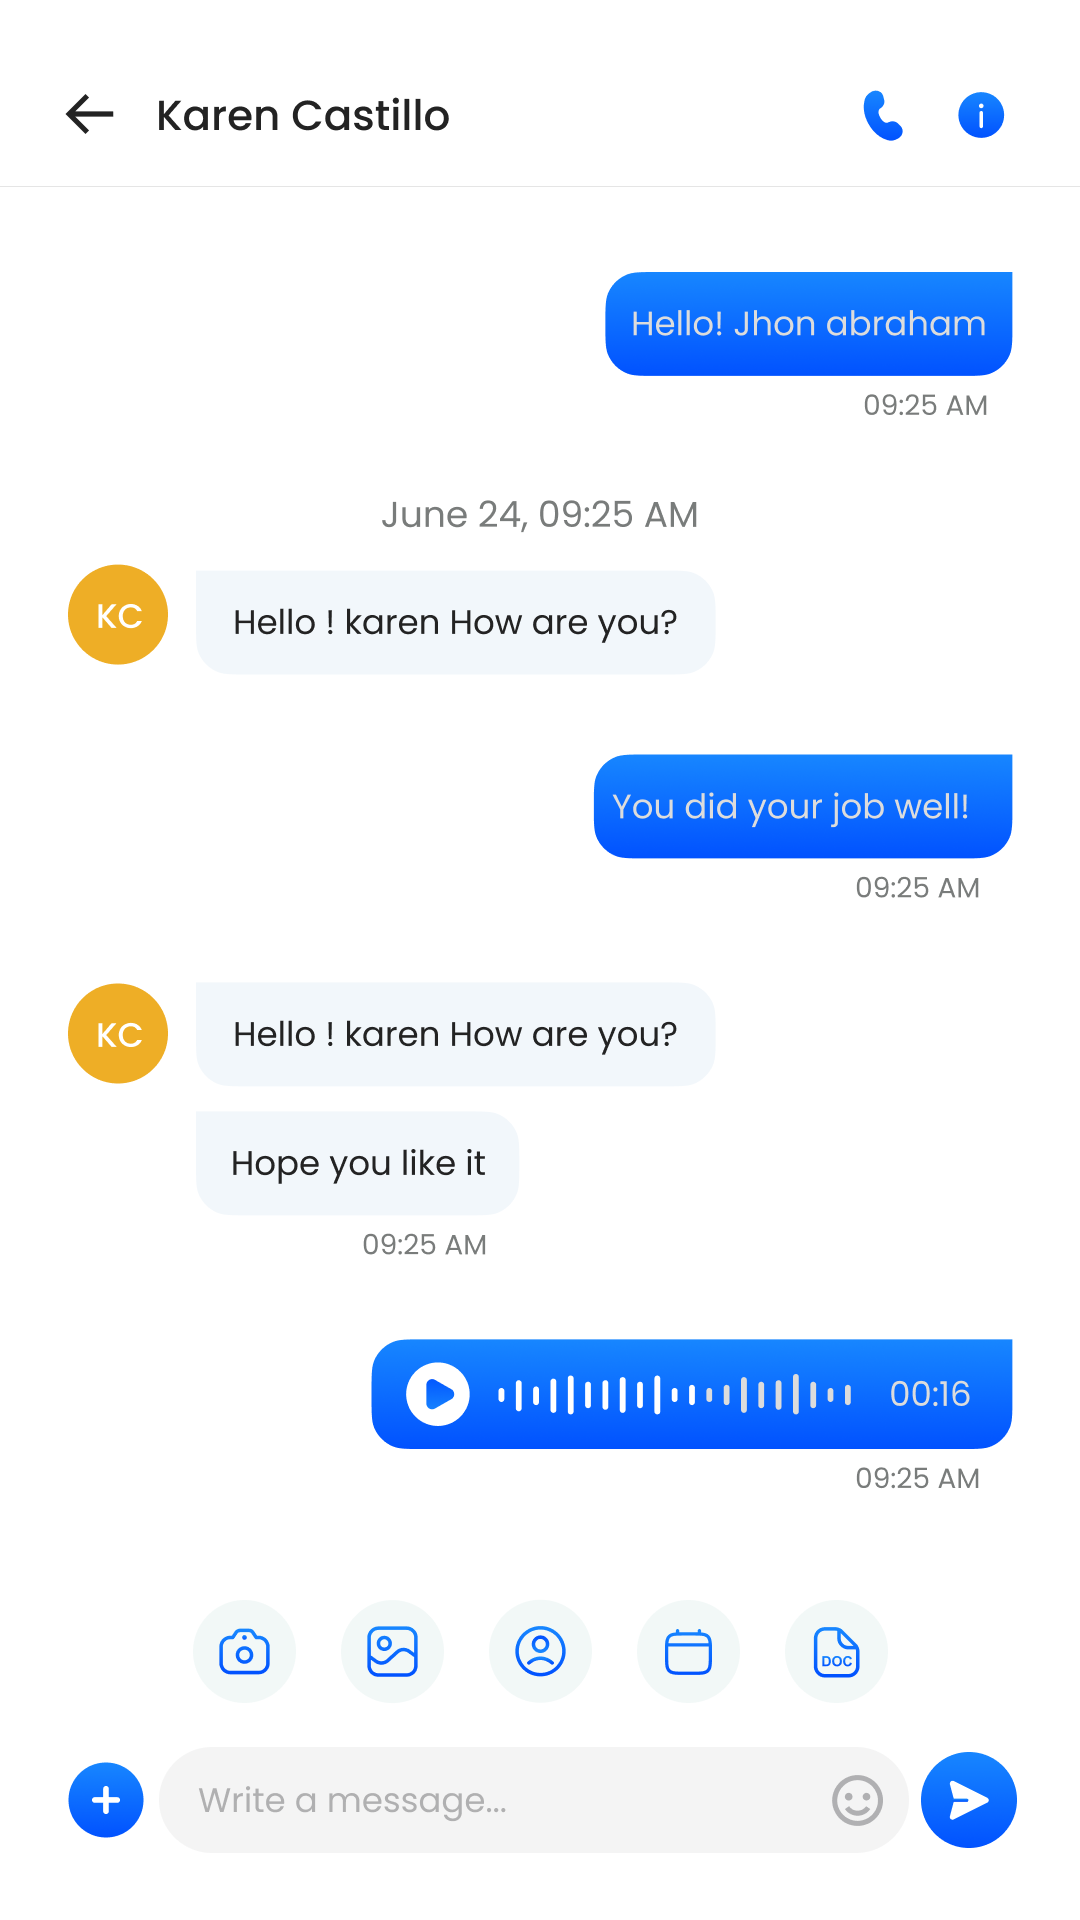 Karen Castillo
Hello! Jhon abraham
09:25 AM
June 24, 09:25 AM
KC
Hello ! karen How are you?
You did your job well!
09:25 AM
KC
Hello ! karen How are you?
Hope you like it
09:25 AM
00:16
09:25 AM
DOC
Write a message...